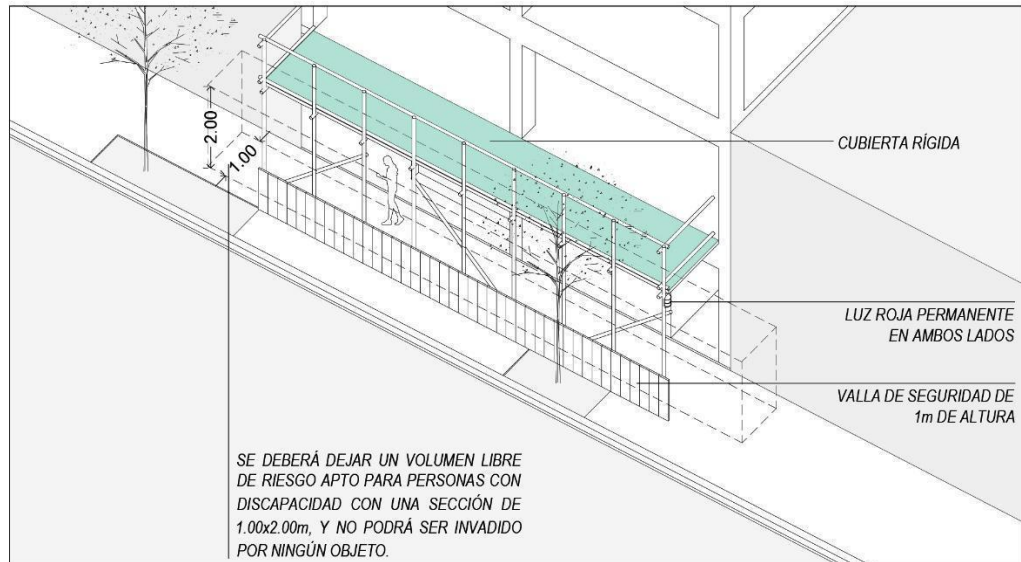 2.00
1.00
CUBIERTA RÍGIDA
LUZ ROJA PERMANENTE
EN AMBOS LADOS
VALLA DE SEGURIDAD DE
1m DE ALTURA
SE DEBERÁ DEJAR UN VOLUMEN LIBRE
DE RIESGO APTO PARA PERSONAS CON
DISCAPACIDAD CON UNA SECCIÓN DE
1.00x2.00m, Y NO PODRÁ SER INVADIDO
POR NINGÚN OBJETO.